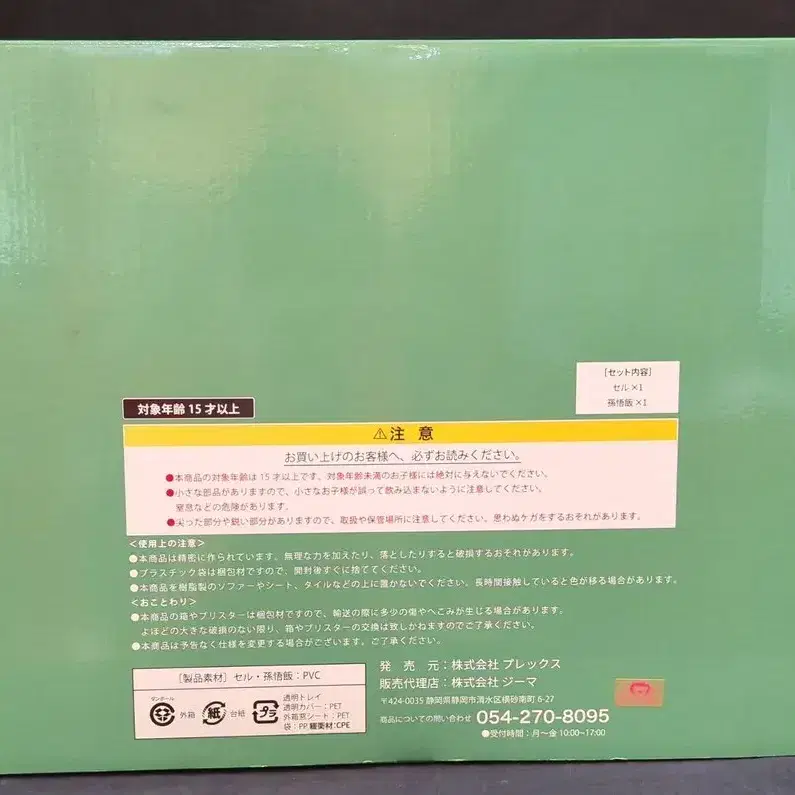 [セット内容]
セル×1
孫悟飯×1
対象年齢15才以上
⚠注 意
お買い上げのお客様へ、必ずお読みください。
●本商品の対象年齢は15才以上です。対象年齢未満のお子様には絶対に与えないでください。
●小さな部品がありますので、小さなお子様が誤って飲み込まないように注意してください。
窒息などの危険があります。
●尖った部分や鋭い部分がありますので、取扱や保管場所に注意してください。思わぬケガをするおそれがあります。
<使用上の注意>
●本商品は精密に作られています。無理な力を加えたり、落としたりすると破損するおそれがあります。
●プラスチック袋は梱包材ですので、開封後すぐに捨ててください。
●本商品を樹脂製のソファーやシート、タイルなどの上に置かないでください。長時間接触していると色が移る場合があります。
<おことわり>
●本商品の箱やブリスターは梱包材ですので、輸送の際に多少の傷やへこみが生じる場合があります。
よほどの大きな破損のない限り、箱やブリスターの交換は致しかねますのでご了承ください。
●本商品は予告なく仕様を変更する場合がございます。ご了承ください。
[製品素材] セル・孫悟飯:PVC
ダンボール
外箱
紙 台紙
プラ
透明トレイ
透明カバー:PET
外箱窓シート:PET
袋:PP 緩衝材:CPE
発 売 元:株式会社 プレックス
販売代理店:株式会社 ジーマ
〒424-0035 静岡県静岡市清水区横砂南町 6-27
商品についての問い合わせ 054-270-8095
●受付時間:月~金 10:00~17:00